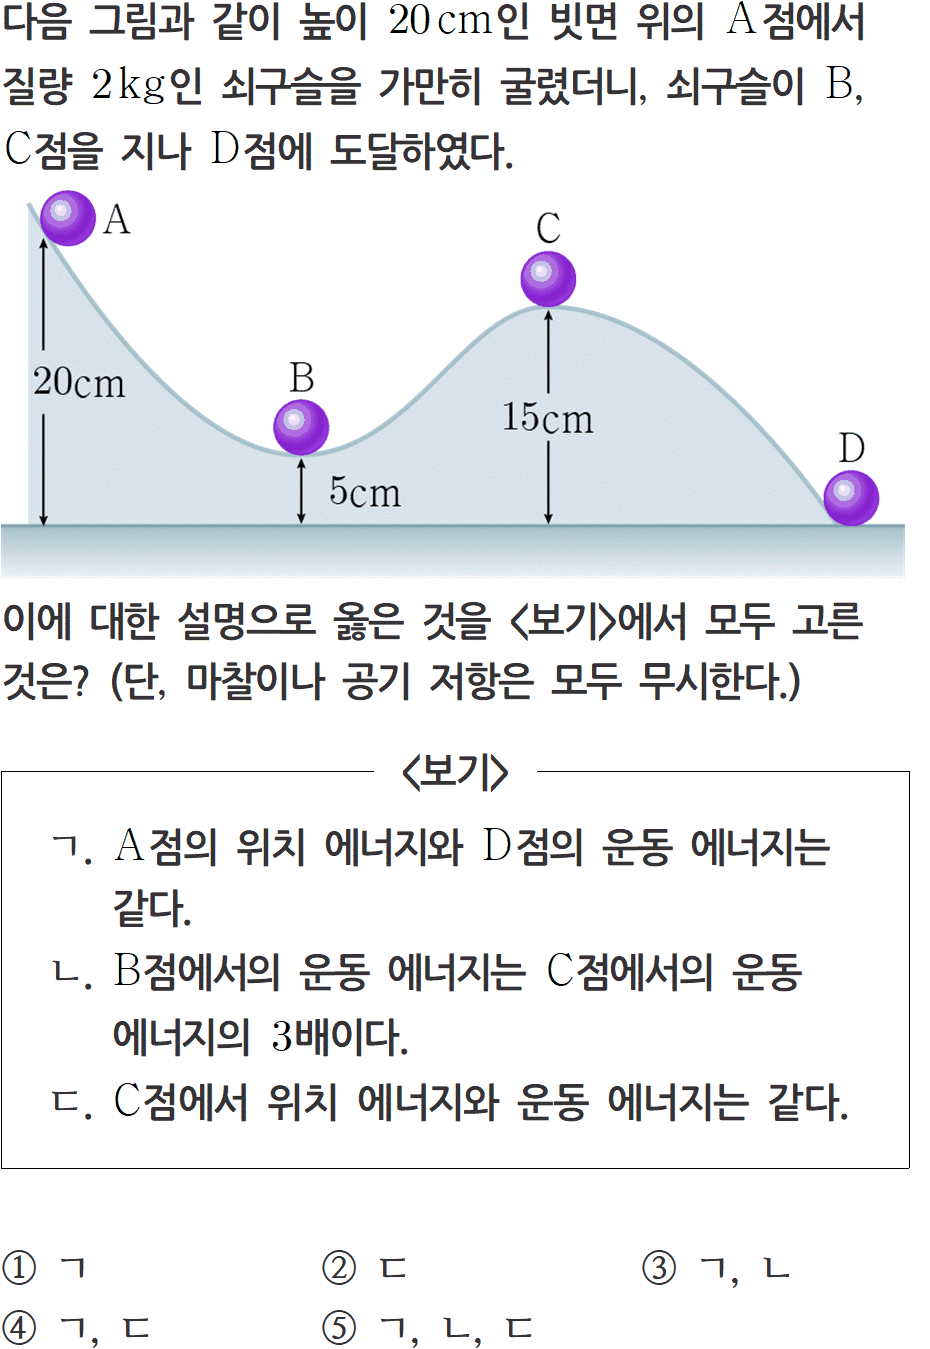 다음 그림과 같이 높이 20cm인 빗면 위의 A점에서
질량 2kg인 쇠구슬을 가만히 굴렸더니, 쇠구슬이 B,
C점을 지나 D점에 도달하였다.
A
C
B
20cm
15cm
D
5cm
이에 대한 설명으로 옳은 것을 <보기>에서 모두 고른
것은? (단, 마찰이나 공기 저항은 모두 무시한다.)
<보기>
ㄱ. A점의 위치 에너지와 D점의 운동 에너지는
같다.
ㄴ. B점에서의 운동 에너지는 C점에서의 운동
에너지의 3배이다.
ㄷ. C점에서 위치 에너지와 운동 에너지는 같다.
① ㄱ ② ㄷ ③ ㄱ, ㄴ
④ ㄱ, ㄷ ⑤ ㄱ, ㄴ, ㄷ